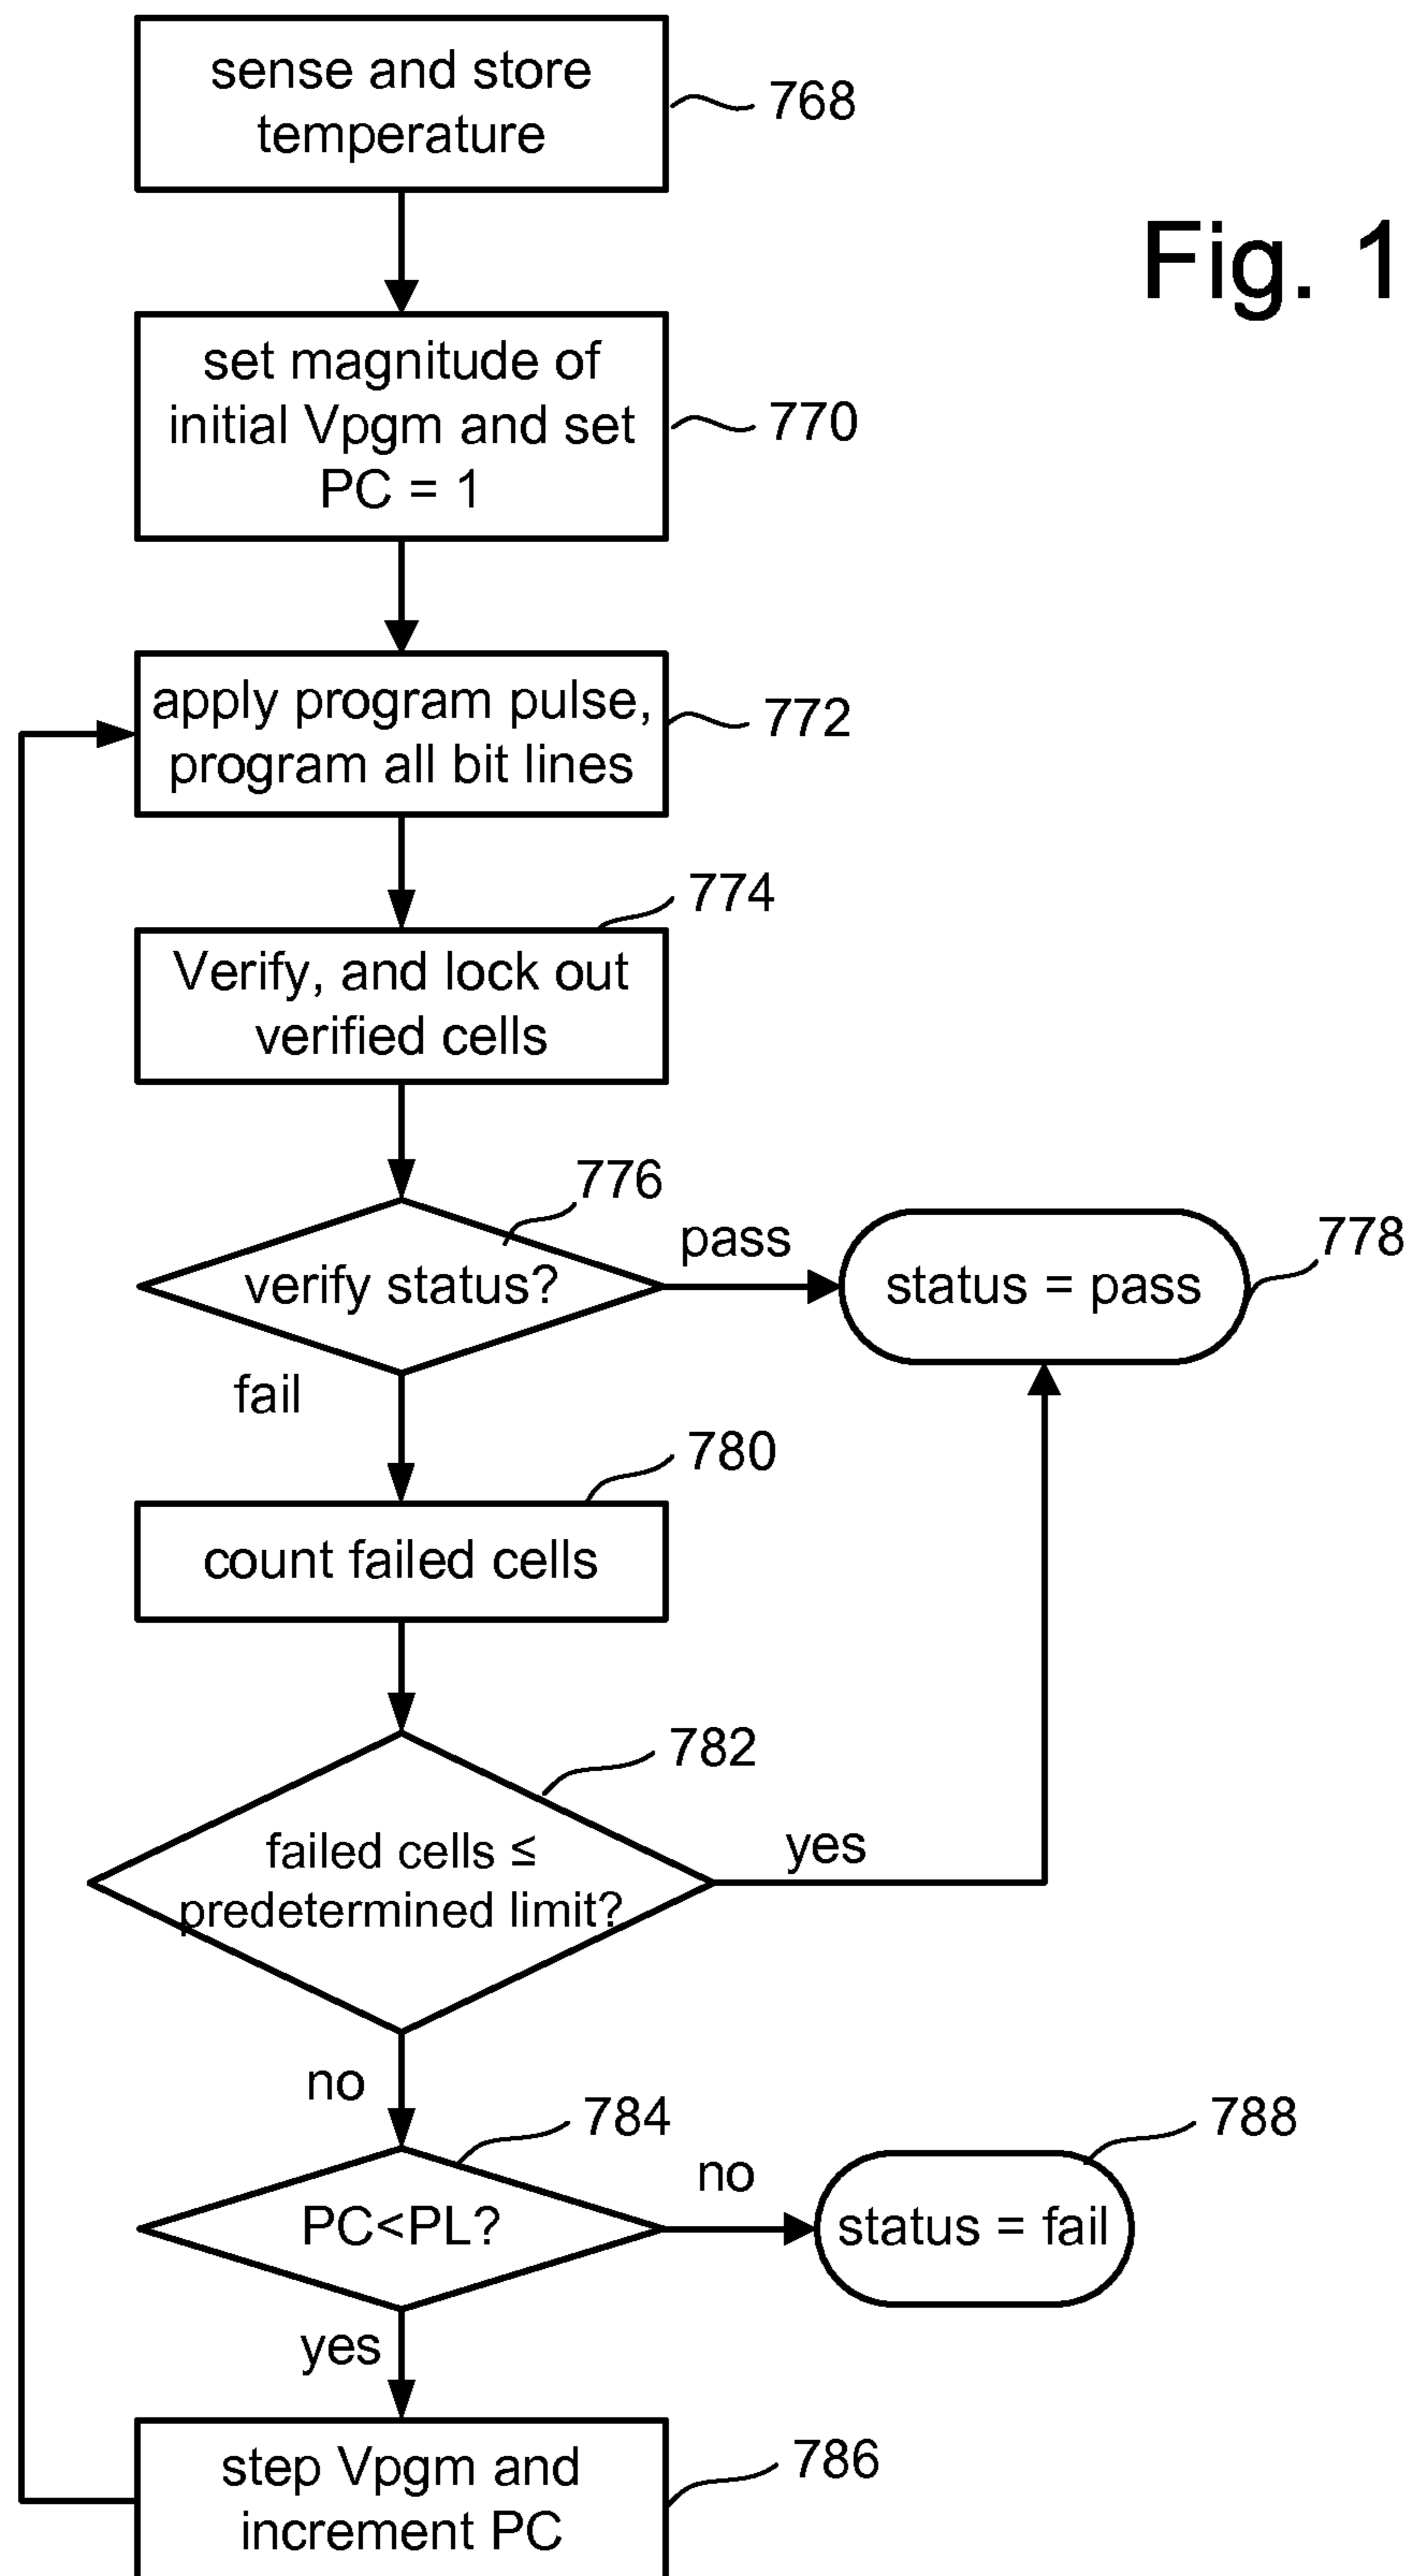 sense and store
temperature
768
Fig. 1
set magnitude of
initial Vpgm and set
PC = 1
770
apply program pulse,
program all bit lines
772
774
Verify, and lock out
verified cells
776
verify status?
pass
status = pass
778
fail
780
count failed cells
782
failed cells ≤
predetermined limit?
yes
no
784
PC<PL?
no
status = fail
788
yes
step Vpgm and
increment PC
786